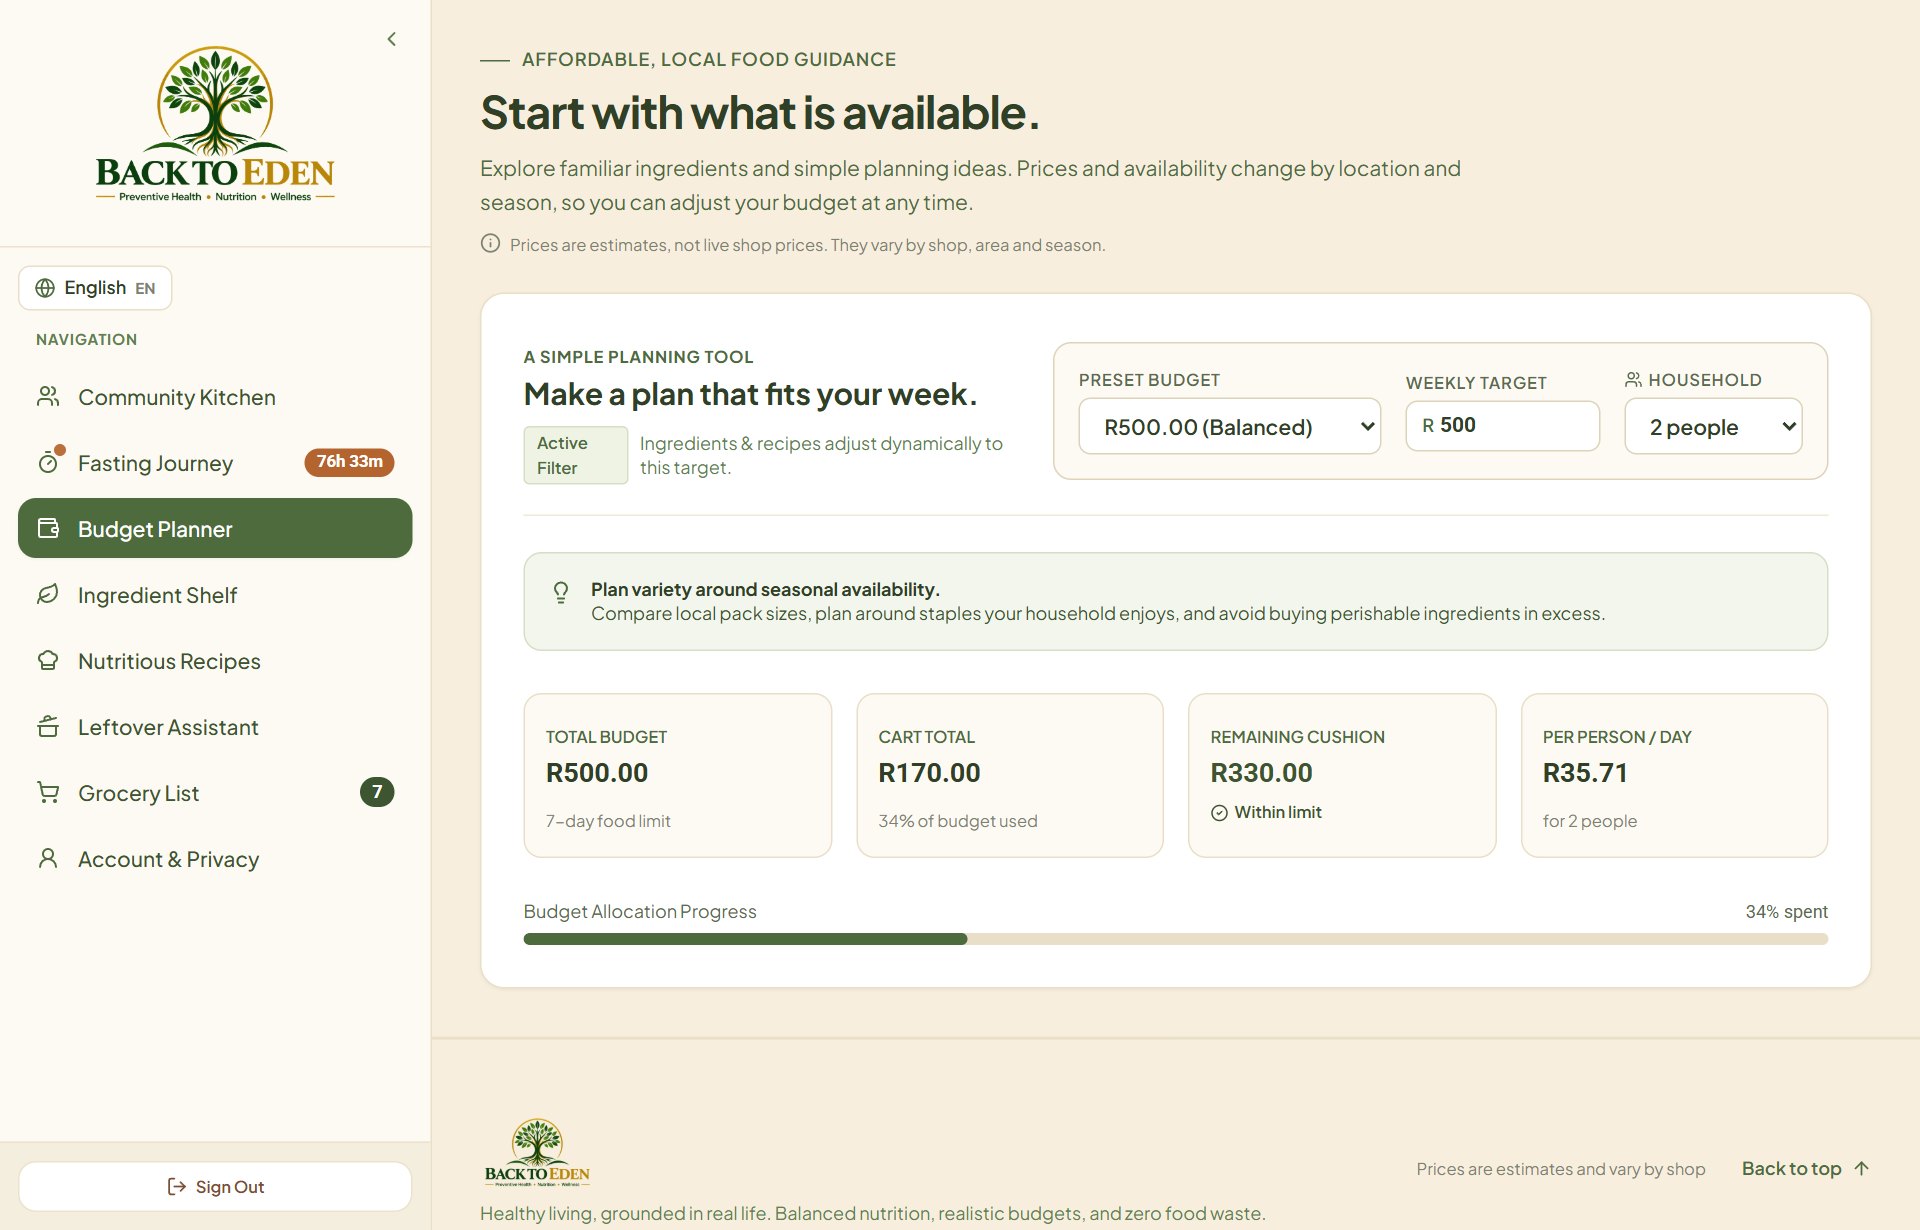 BACK TO EDEN
Preventive Health • Nutrition • Wellness
English EN
NAVIGATION
Community Kitchen
Fasting Journey 76h 33m
Budget Planner
Ingredient Shelf
Nutritious Recipes
Leftover Assistant
Grocery List 7
Account & Privacy
Sign Out
AFFORDABLE, LOCAL FOOD GUIDANCE
Start with what is available.
Explore familiar ingredients and simple planning ideas. Prices and availability change by location and
season, so you can adjust your budget at any time.
Prices are estimates, not live shop prices. They vary by shop, area and season.
A SIMPLE PLANNING TOOL
Make a plan that fits your week.
Active
Filter
Ingredients & recipes adjust dynamically to
this target.
PRESET BUDGET
R500.00 (Balanced)
WEEKLY TARGET
R 500
HOUSEHOLD
2 people
Plan variety around seasonal availability.
Compare local pack sizes, plan around staples your household enjoys, and avoid buying perishable ingredients in excess.
TOTAL BUDGET
R500.00
7-day food limit
CART TOTAL
R170.00
34% of budget used
REMAINING CUSHION
R330.00
Within limit
PER PERSON / DAY
R35.71
for 2 people
Budget Allocation Progress
34% spent
BACK TO EDEN
Preventive Health • Nutrition • Wellness
Healthy living, grounded in real life. Balanced nutrition, realistic budgets, and zero food waste.
Prices are estimates and vary by shop
Back to top